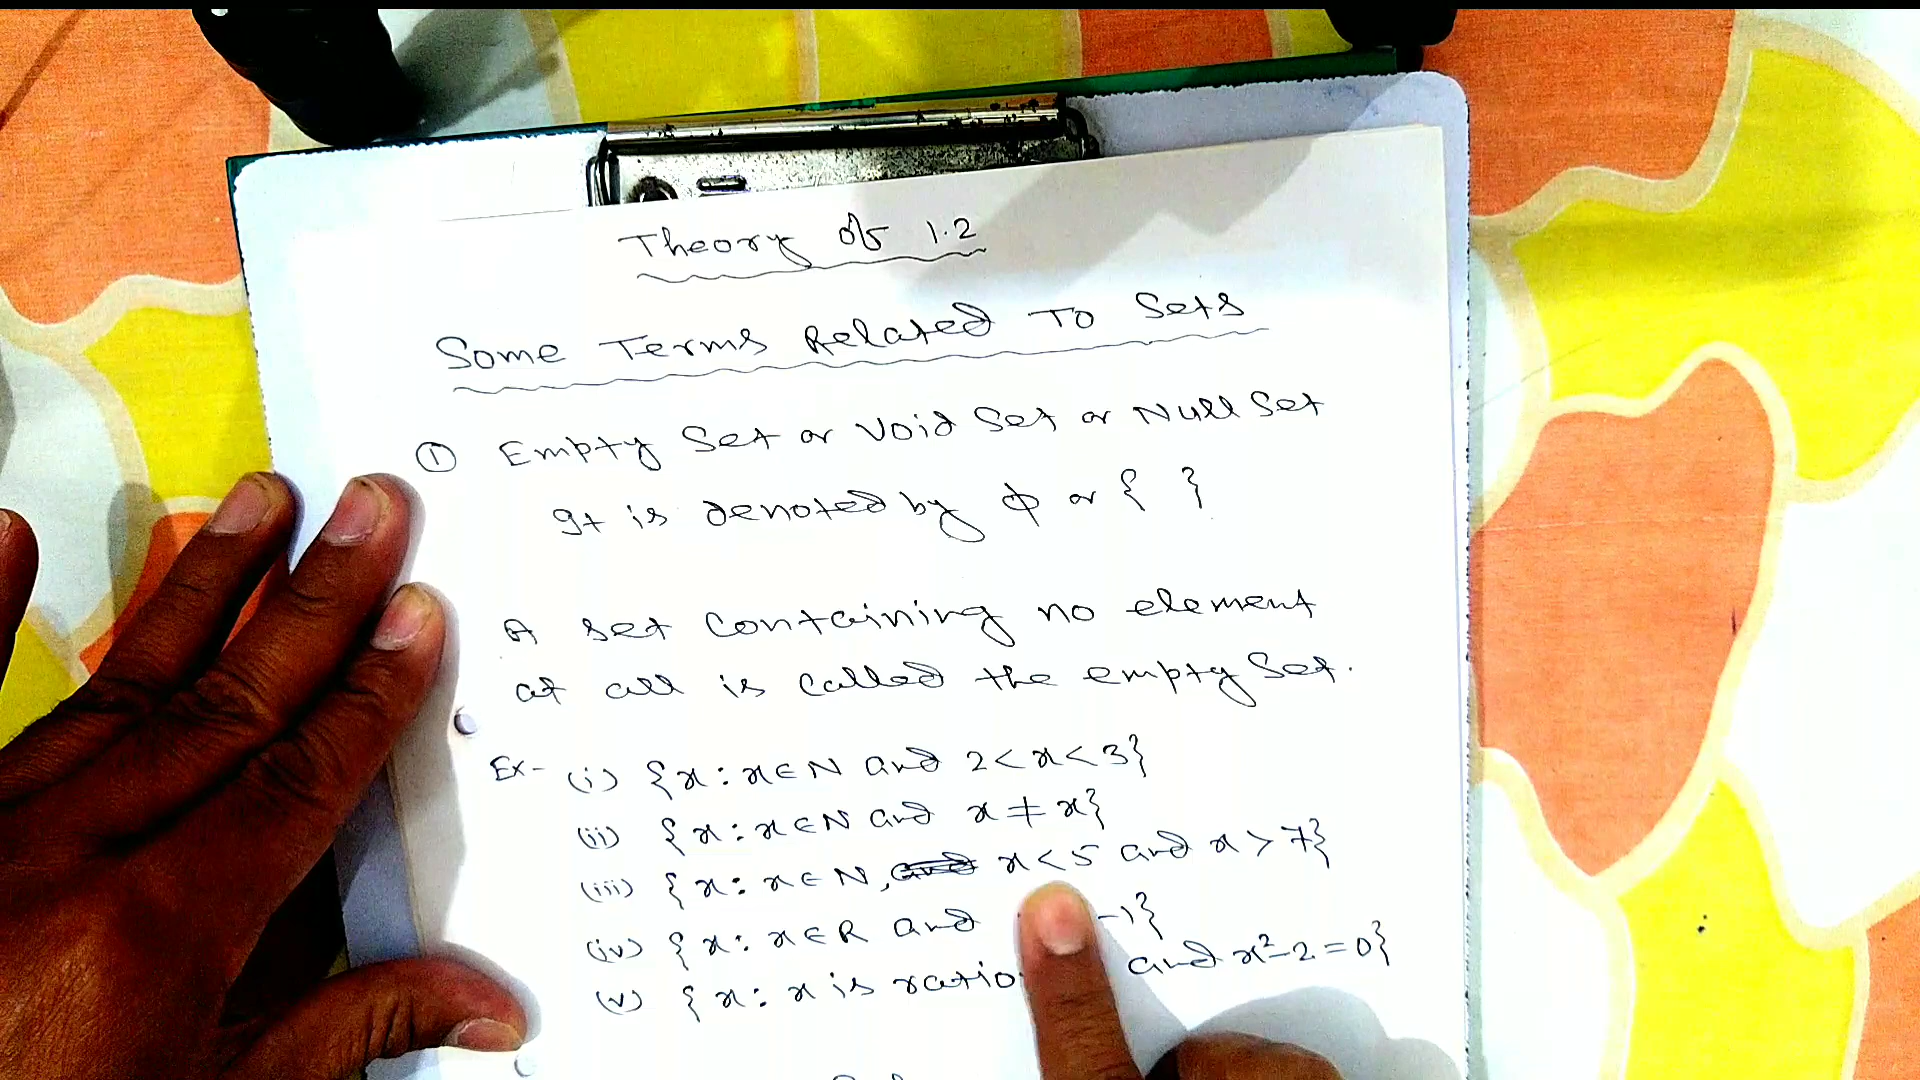 Theory of 1.2
Some Terms Related To Sets
① Empty Set or Void Set or Null Set
It is denoted by ϕ or { }
A set containing no element
at all is called the empty Set.
Ex- (i) {x : x ∈ N and 2 < x < 3}
(ii) {x : x ∈ N and x ≠ x}
(iii) {x : x ∈ N, x < 5 and x > 7}
(iv) {x : x ∈ R and -1}
(v) {x : x is ratio and x²-2=0}